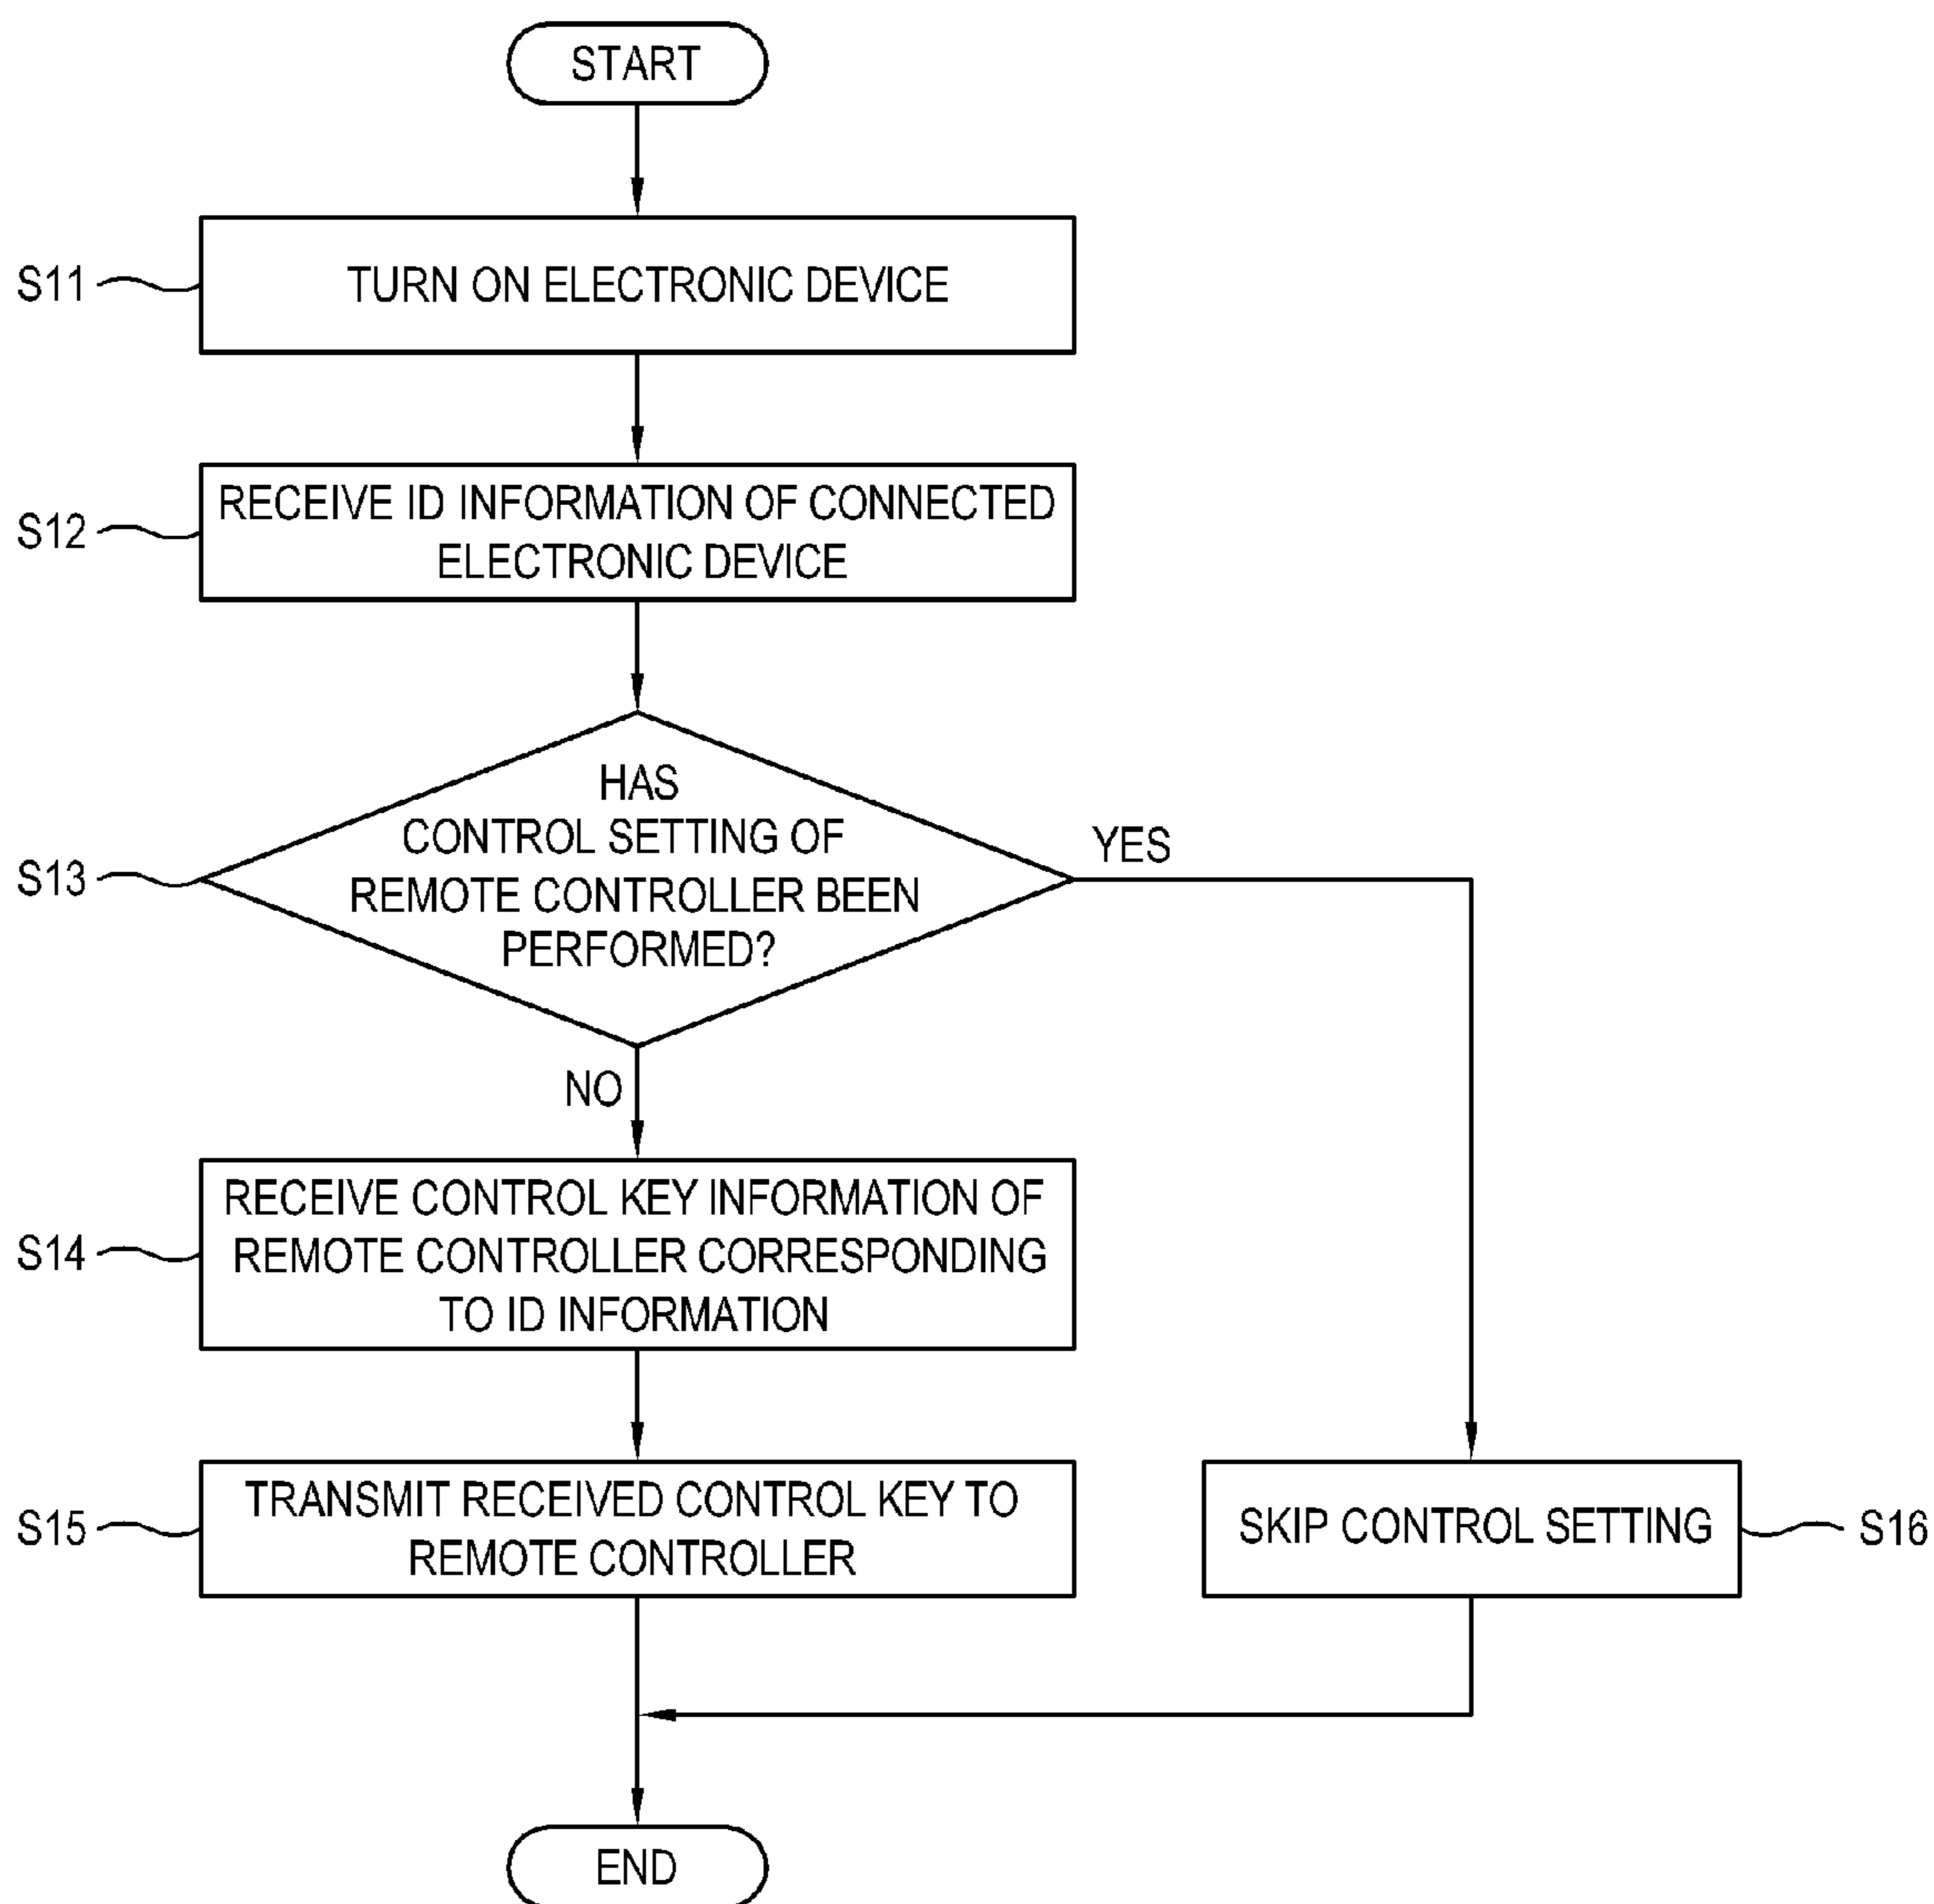 START
S11
TURN ON ELECTRONIC DEVICE
S12
RECEIVE ID INFORMATION OF CONNECTED
ELECTRONIC DEVICE
S13
HAS
CONTROL SETTING OF
REMOTE CONTROLLER BEEN
PERFORMED?
YES
NO
S14
RECEIVE CONTROL KEY INFORMATION OF
REMOTE CONTROLLER CORRESPONDING
TO ID INFORMATION
S15
TRANSMIT RECEIVED CONTROL KEY TO
REMOTE CONTROLLER
SKIP CONTROL SETTING
S16
END